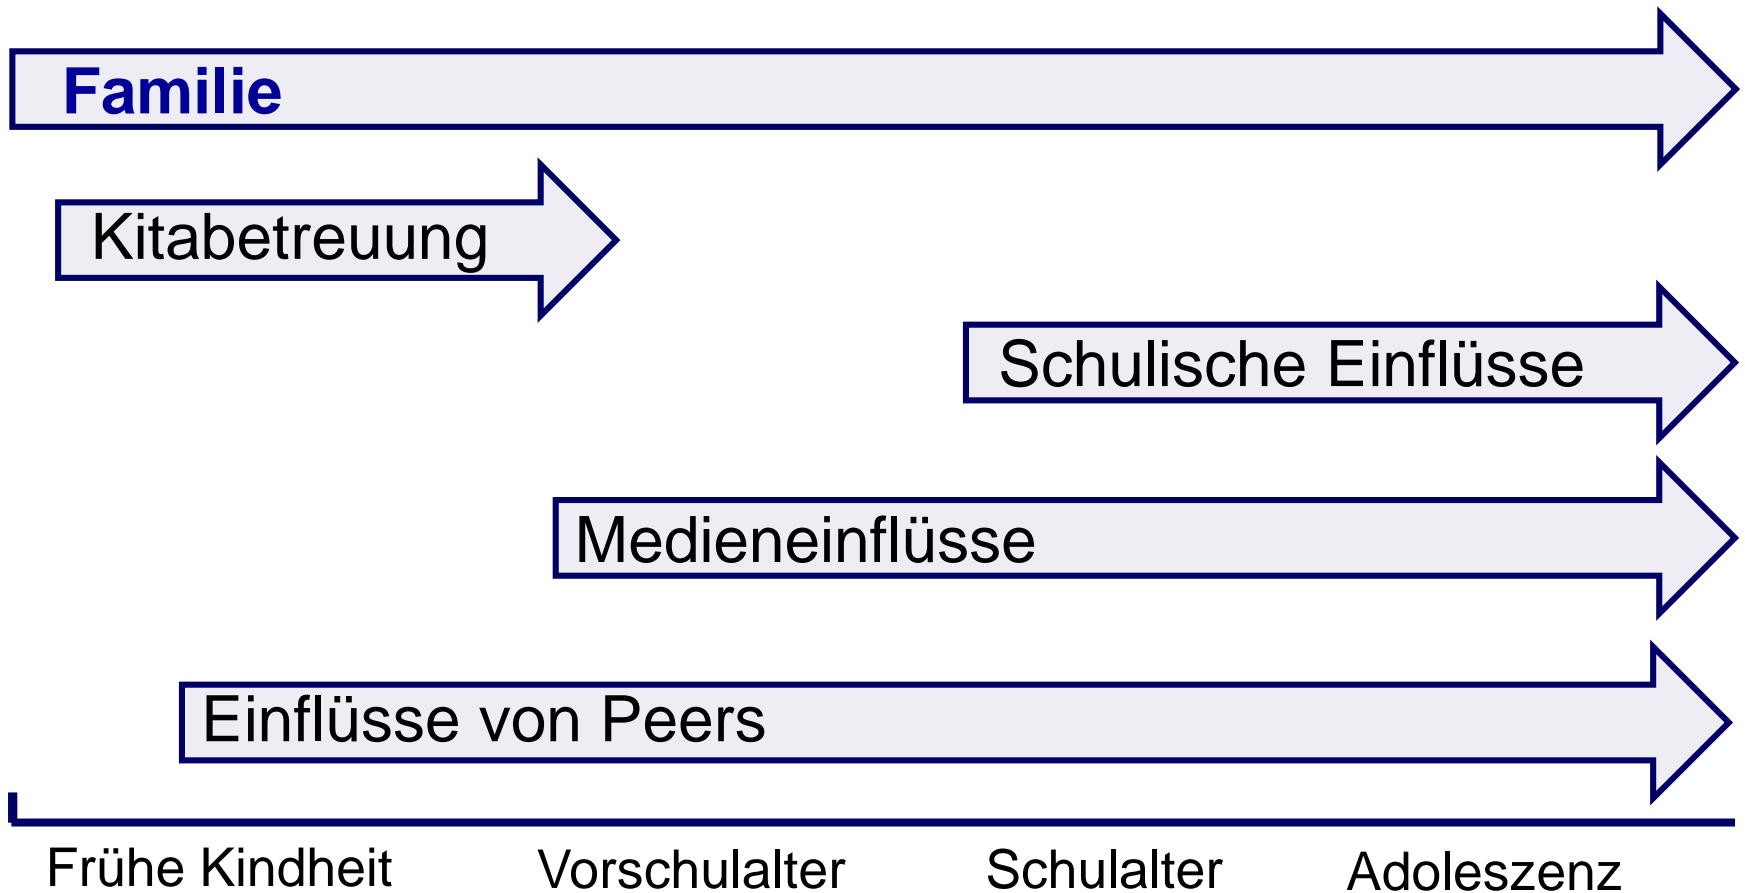 Familie
Kitabetreuung
Schulische Einflüsse
Medieneinflüsse
Einflüsse von Peers
Frühe Kindheit Vorschulalter Schulalter Adoleszenz